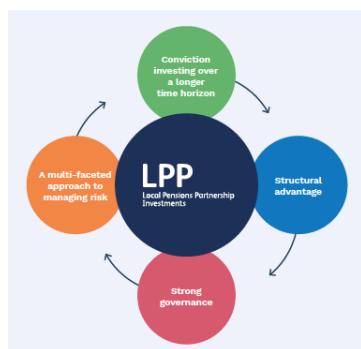 Conviction
investing over
a longer
time horizon
A multi-faceted
approach to
managing risk
LPP
Local Pensions Partnership
Investments
Structural
advantage
Strong
governance